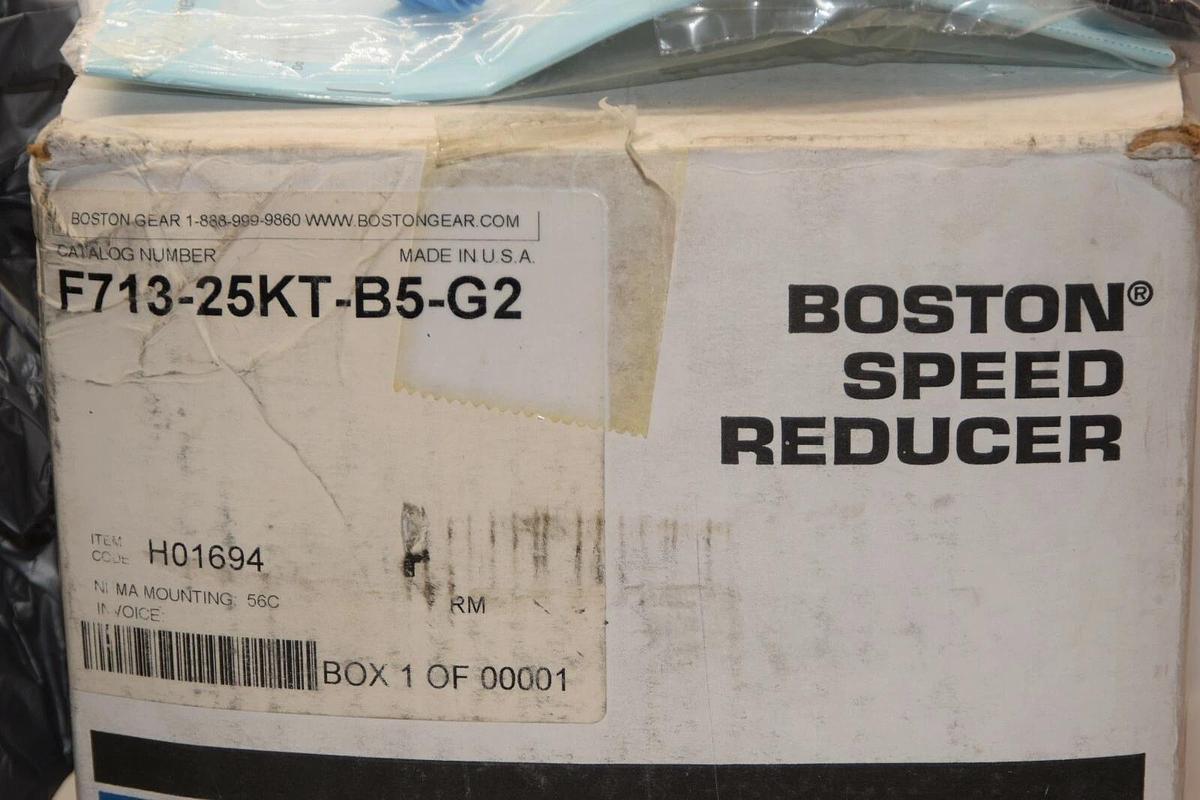 BOSTON GEAR 1-888-999-9860 WWW.BOSTONGEAR.COM
CATALOG NUMBER MADE IN U.S.A.
F713-25KT-B5-G2
BOSTON®
SPEED
REDUCER
ITEM
CODE H01694
NEMA MOUNTING: 56C
RM
INVOICE:
BOX 1 OF 00001